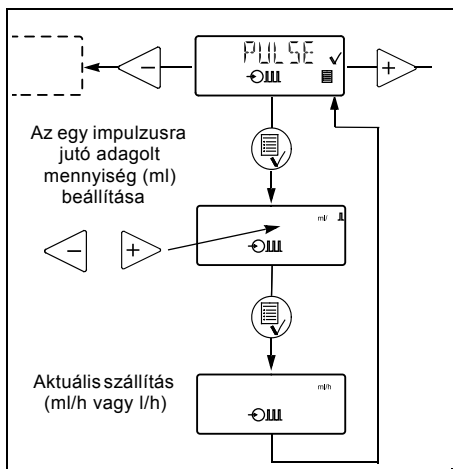 PULSE
Az egy impulzusra
jutó adagolt
mennyiség (ml)
beállítása
ml/
Aktuális szállítás
(ml/h vagy l/h)
ml/h